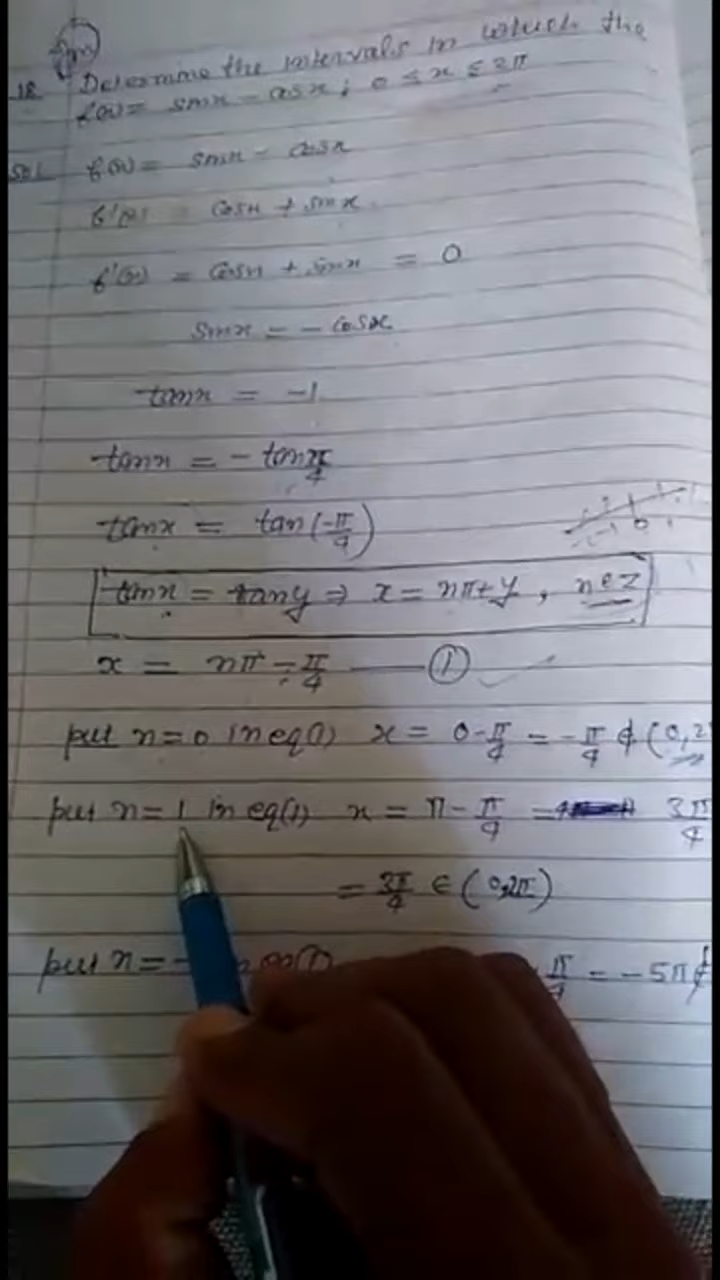 18 Determine the intervals in which the
f(x) = sinx - cosx ; 0 ≤ x ≤ 2π
Sol. f(x) = sinx - cosx
f'(x) = cosx + sinx
f'(x) = cosx + sinx = 0
sinx = - cosx
tanx = -1
tanx = - tan π/4
tanx = tan(-π/4)
tanx = tany ⇒ x = nπ+y , n∈z
x = nπ - π/4 —— ①
put n=0 in eq(1) x = 0-π/4 = -π/4 ∉ (0,2
put n=1 in eq(1) x = π - π/4 = 3π/4
= 3π/4 ∈ (0,2π)
put n= - π/4 = -5π ∉